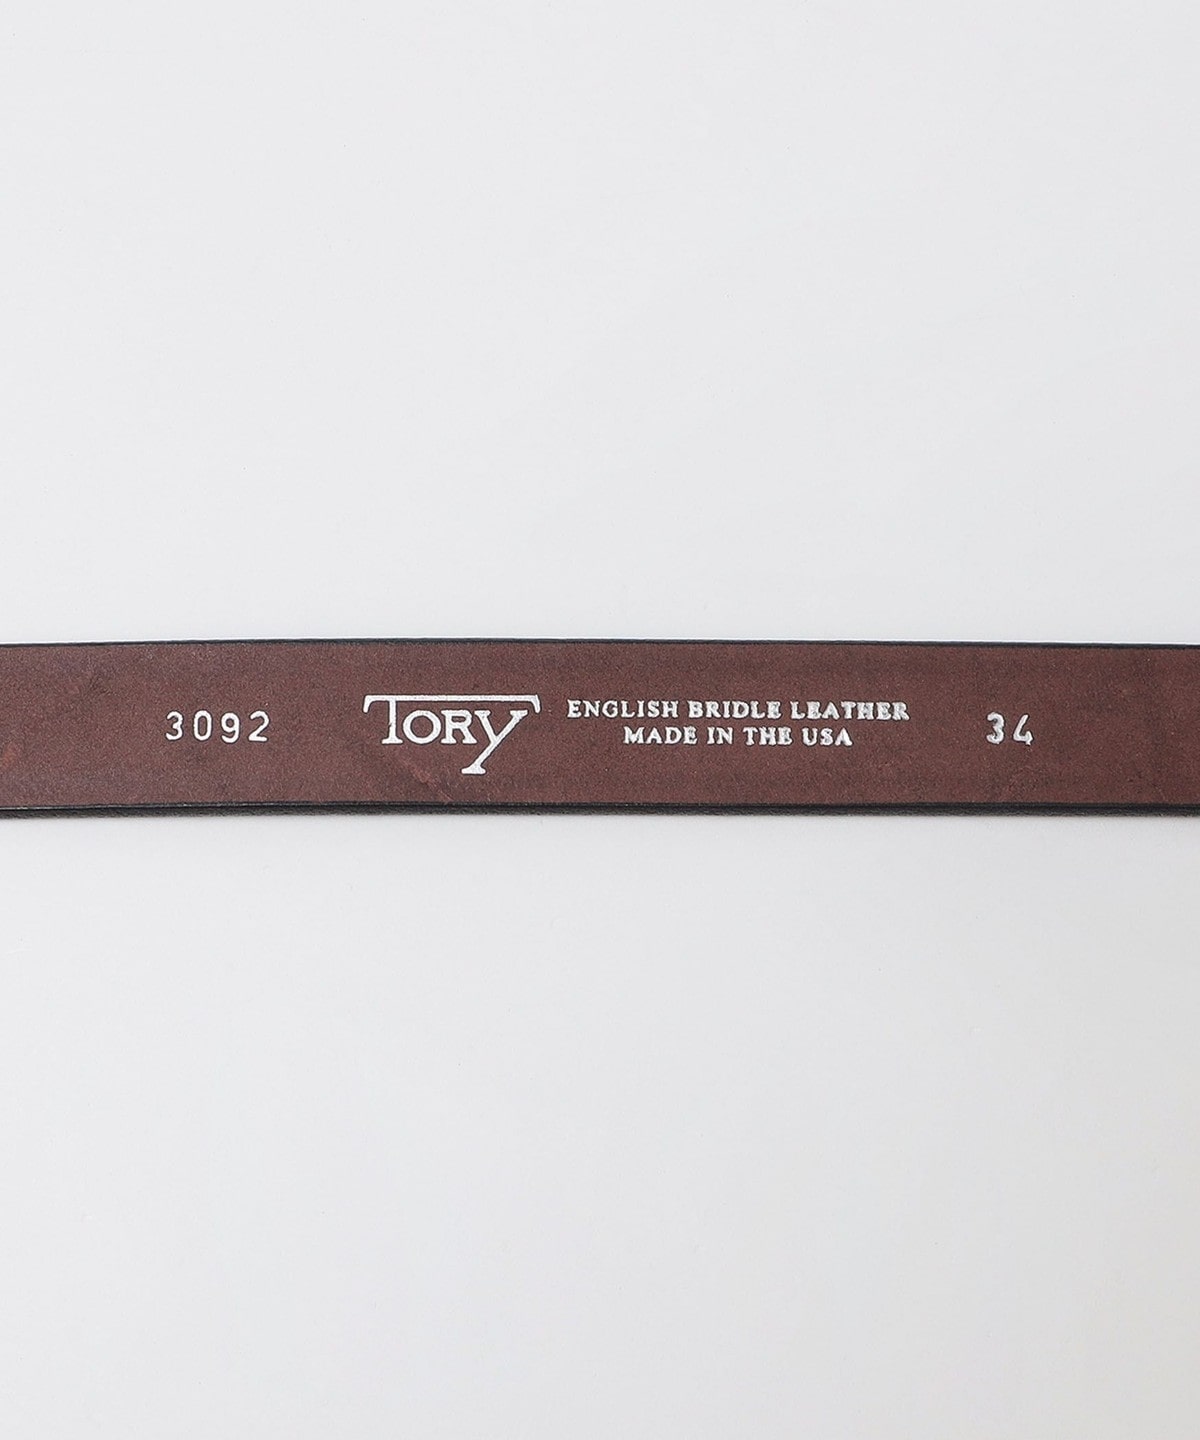 3092 TORY ENGLISH BRIDLE LEATHER 34
MADE IN THE USA